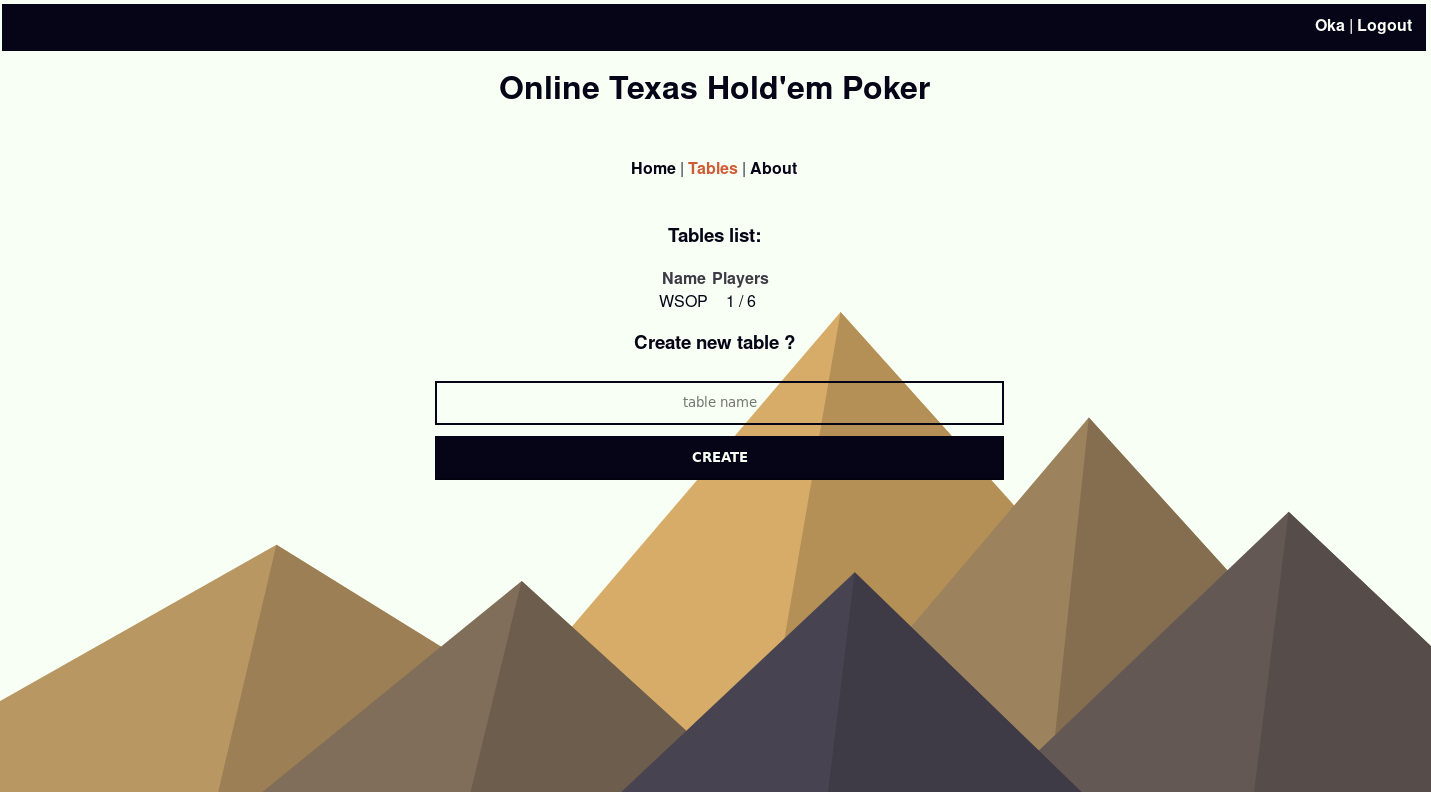 Oka | Logout
Online Texas Hold'em Poker
Home | Tables | About
Tables list:
Name Players
WSOP 1 / 6
Create new table ?
table name
CREATE